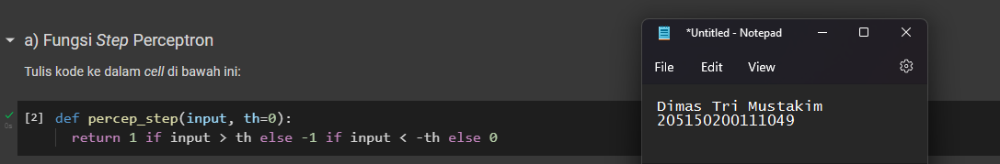 a) Fungsi Step Perceptron
Tulis kode ke dalam cell di bawah ini:
[2] def percep_step(input, th=0):
return 1 if input > th else -1 if input < -th else 0
0s
*Untitled - Notepad
File Edit View
Dimas Tri Mustakim
205150200111049